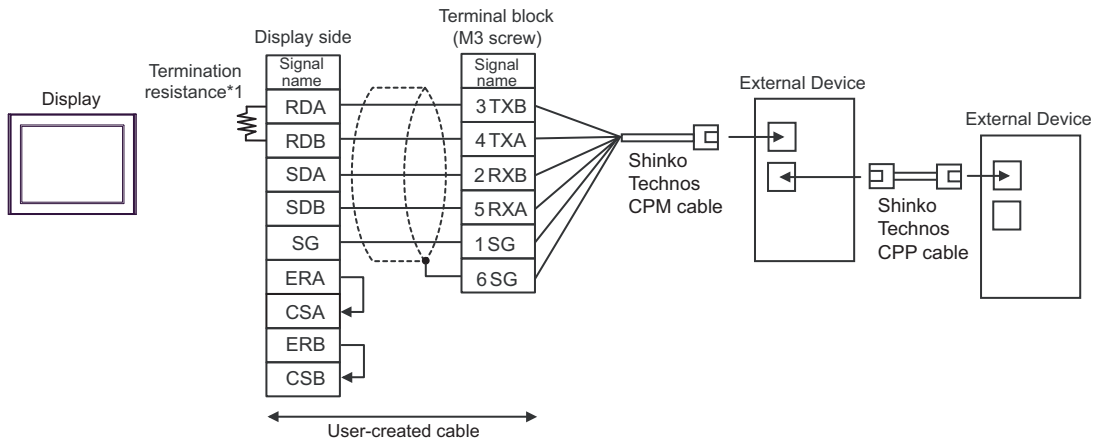 Display
Termination
resistance*1
Display side
Signal
name
RDA
RDB
SDA
SDB
SG
ERA
CSA
ERB
CSB
Terminal block
(M3 screw)
Signal
name
3 TXB
4 TXA
2 RXB
5 RXA
1 SG
6 SG
Shinko
Technos
CPM cable
External Device
Shinko
Technos
CPP cable
External Device
User-created cable